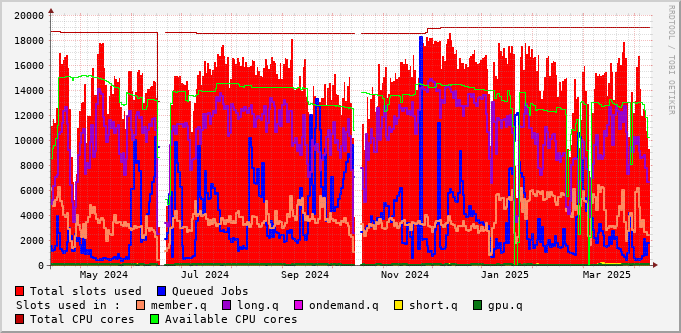 20000
18000
16000
14000
12000
10000
8000
6000
4000
2000
0
May 2024 Jul 2024 Sep 2024 Nov 2024 Jan 2025 Mar 2025
RRDTOOL / TOBI OETIKER
Total slots used Queued Jobs
Slots used in : member.q long.q ondemand.q short.q gpu.q
Total CPU cores Available CPU cores